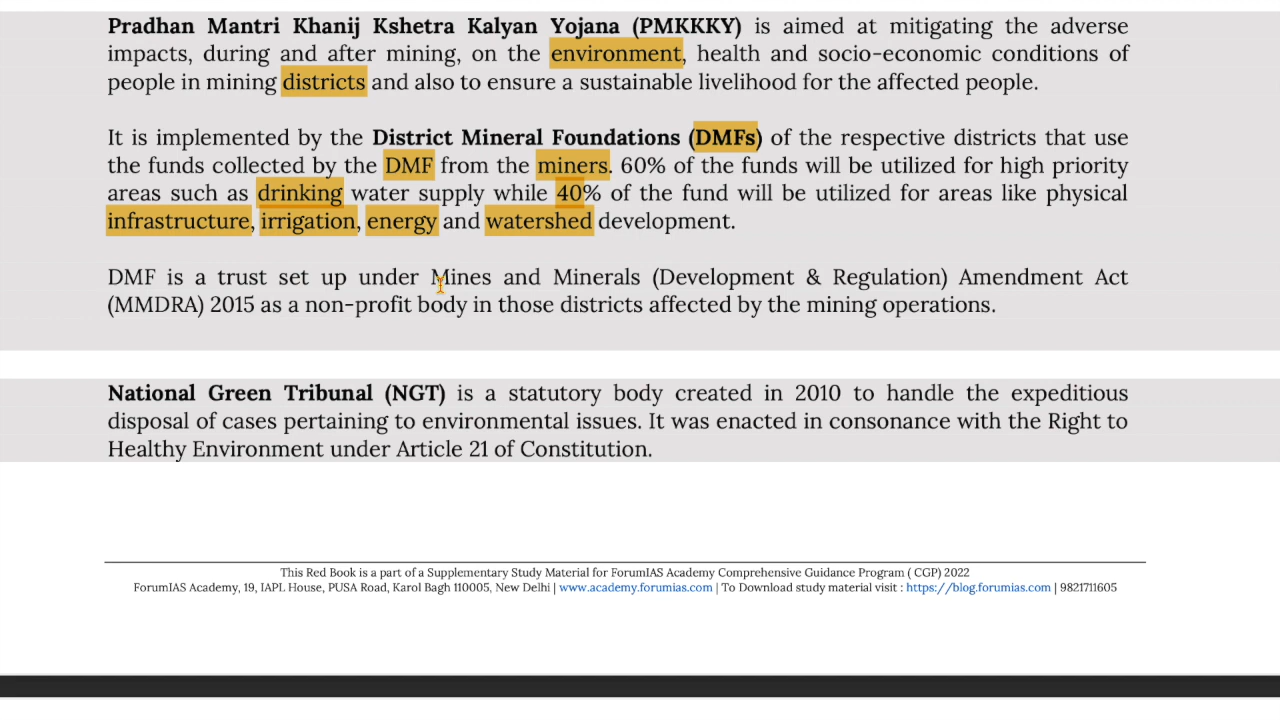 Pradhan Mantri Khanij Kshetra Kalyan Yojana (PMKKKY) is aimed at mitigating the adverse
impacts, during and after mining, on the environment, health and socio-economic conditions of
people in mining districts and also to ensure a sustainable livelihood for the affected people.
It is implemented by the District Mineral Foundations (DMFs) of the respective districts that use
the funds collected by the DMF from the miners. 60% of the funds will be utilized for high priority
areas such as drinking water supply while 40% of the fund will be utilized for areas like physical
infrastructure, irrigation, energy and watershed development.
DMF is a trust set up under Mines and Minerals (Development & Regulation) Amendment Act
(MMDRA) 2015 as a non-profit body in those districts affected by the mining operations.
National Green Tribunal (NGT) is a statutory body created in 2010 to handle the expeditious
disposal of cases pertaining to environmental issues. It was enacted in consonance with the Right to
Healthy Environment under Article 21 of Constitution.
This Red Book is a part of a Supplementary Study Material for ForumIAS Academy Comprehensive Guidance Program ( CGP) 2022
ForumIAS Academy, 19, IAPL House, PUSA Road, Karol Bagh 110005, New Delhi | www.academy.forumias.com | To Download study material visit : https://blog.forumias.com | 9821711605